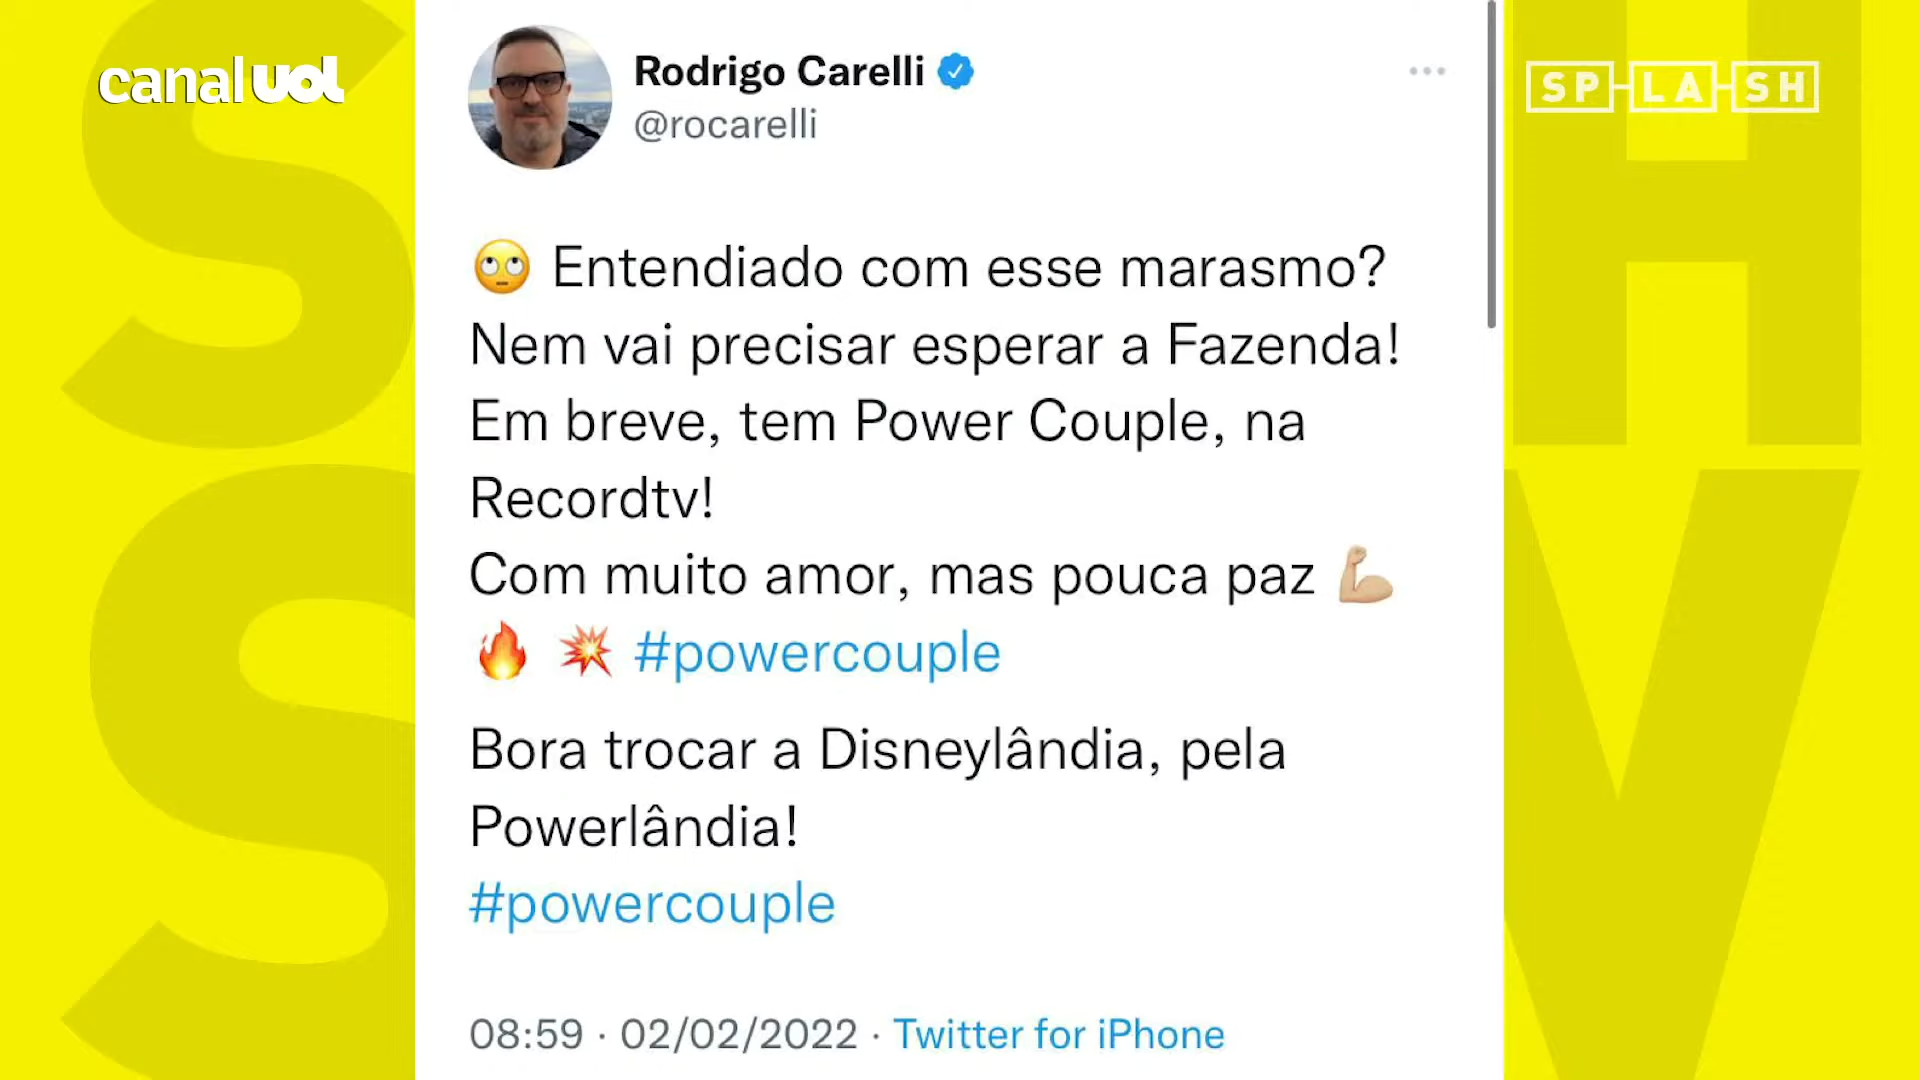 canal uol
SPLASH
Rodrigo Carelli
@rocarelli
🙄 Entendiado com esse marasmo?
Nem vai precisar esperar a Fazenda!
Em breve, tem Power Couple, na
Recordtv!
Com muito amor, mas pouca paz 💪🏼
🔥 💥 #powercouple
Bora trocar a Disneylândia, pela
Powerlândia!
#powercouple
08:59 · 02/02/2022 · Twitter for iPhone